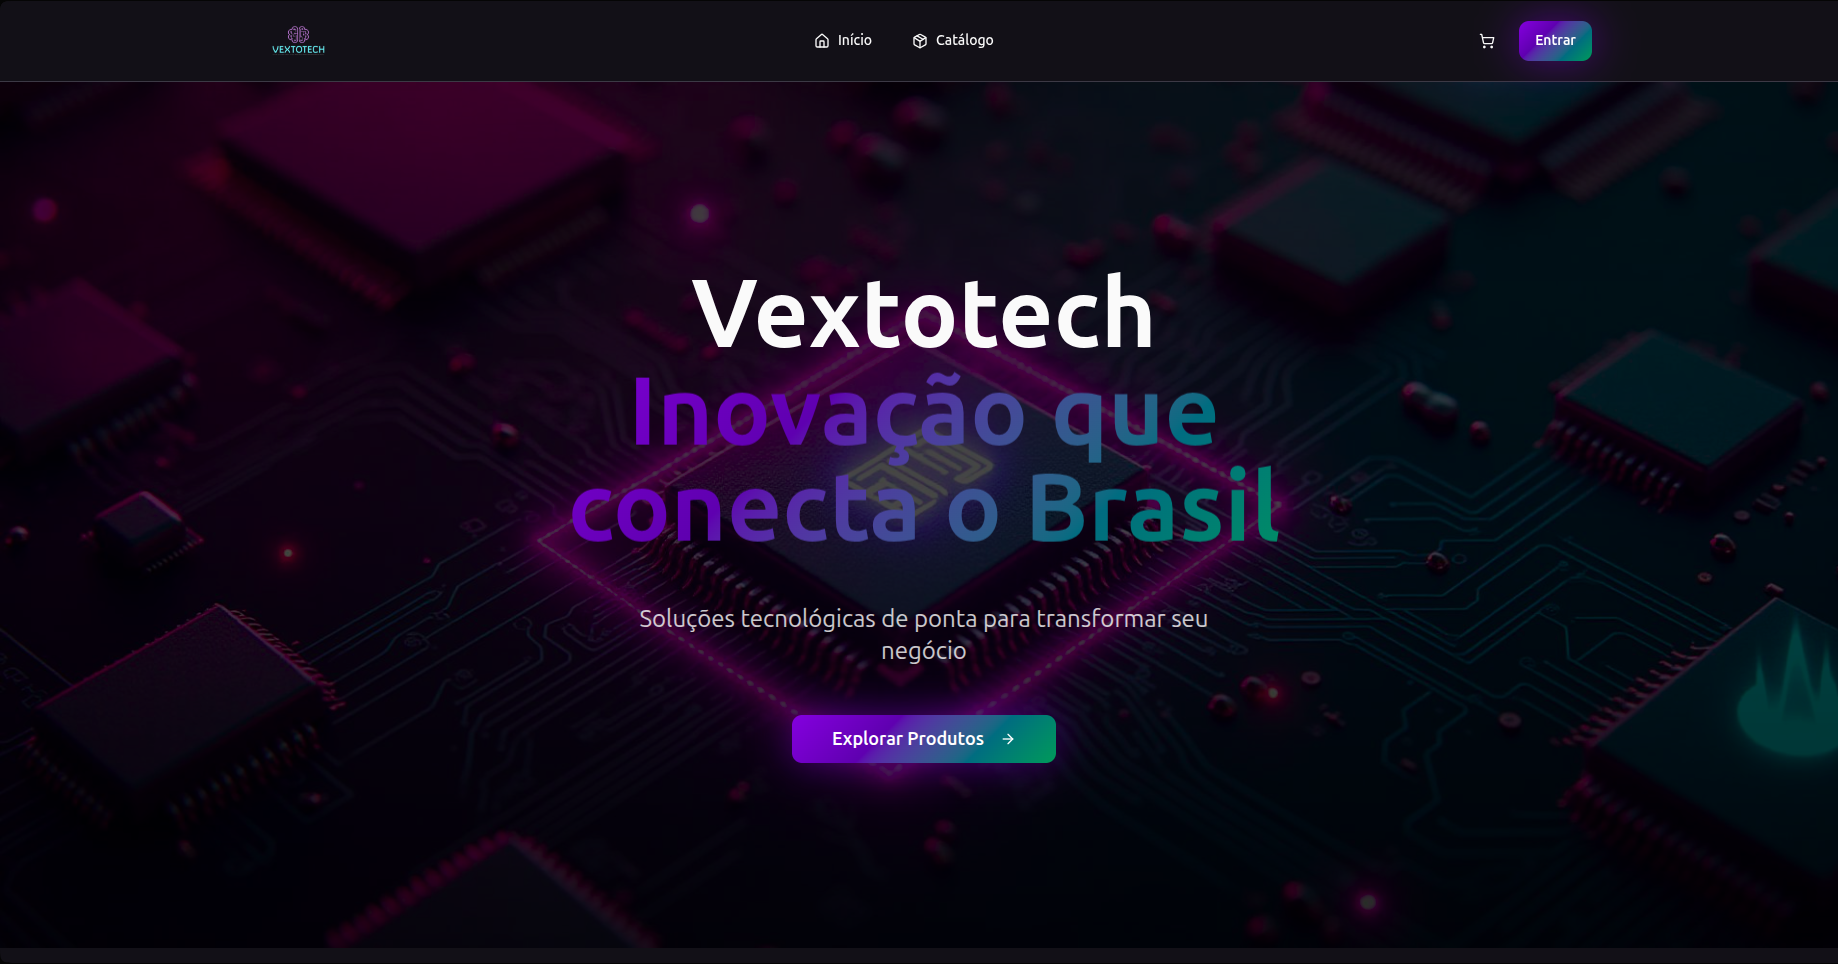 VEXTOTECH
Início
Catálogo
Entrar
Vextotech
Inovação que
conecta o Brasil
Soluções tecnológicas de ponta para transformar seu
negócio
Explorar Produtos